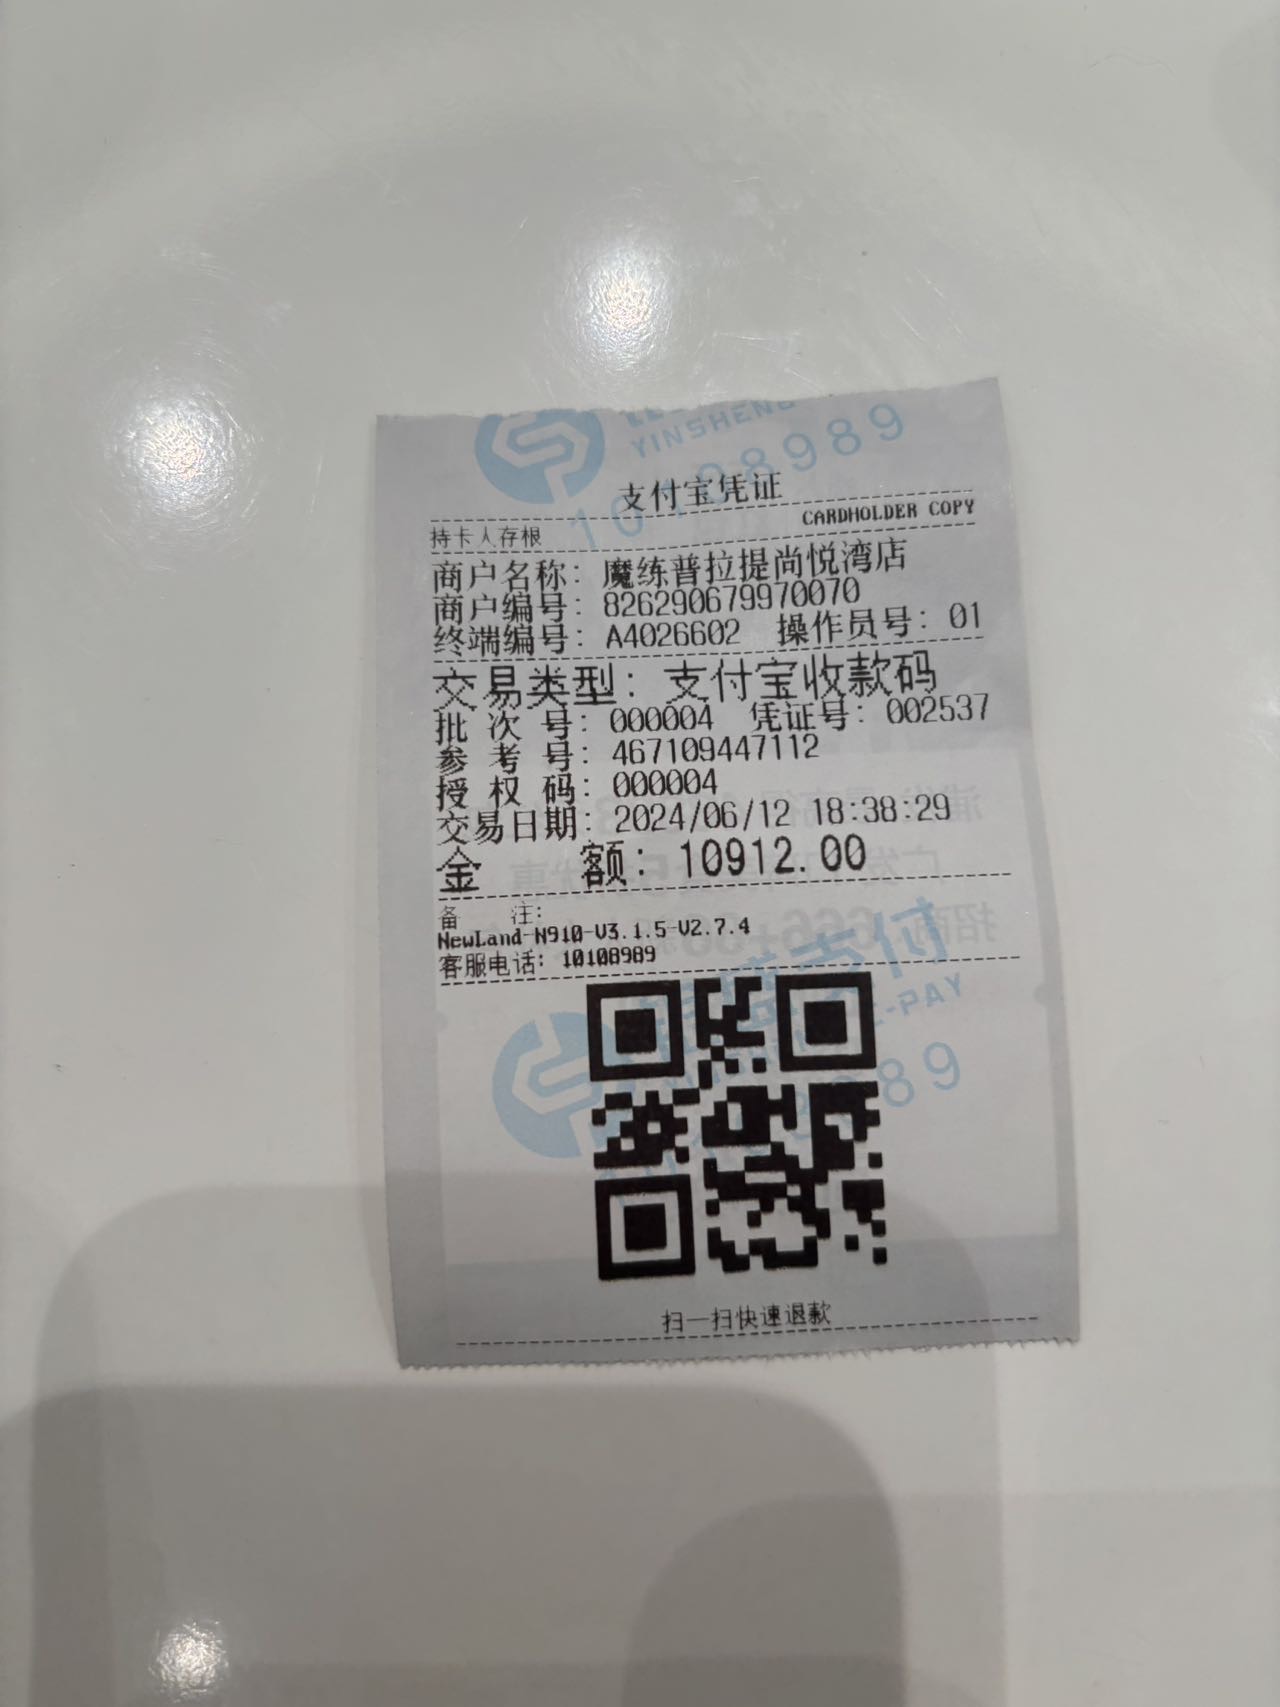 YINSHENG
10108989
支付宝凭证
CARDHOLDER COPY
持卡人存根
商户名称: 魔练普拉提尚悦湾店
商户编号: 826290679970070
终端编号: A4026602 操作员号: 01
交易类型: 支付宝收款码
批 次 号: 000004 凭证号: 002537
参 考 号: 467109447112
授 权 码: 000004
交易日期: 2024/06/12 18:38:29
金 额: 10912.00
备 注:
NewLand-N910-V3.1.5-V2.7.4
客服电话: 10108989
支付
E-PAY
扫一扫快速退款